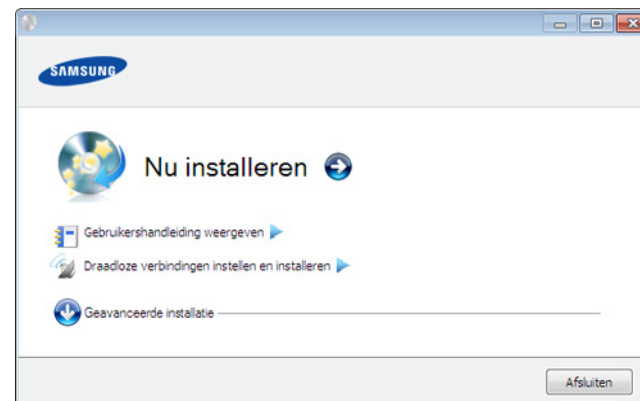 SAMSUNG
Nu installeren
Gebruikershandleiding weergeven
Draadloze verbindingen instellen en installeren
Geavanceerde installatie
Afsluiten